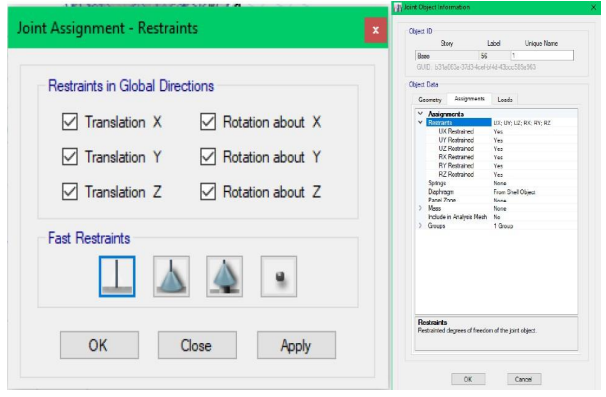 Joint Assignment - Restraints
x
Restraints in Global Directions
Translation X
Rotation about X
Translation Y
Rotation about Y
Translation Z
Rotation about Z
Fast Restraints
OK
Close
Apply
Joint Object Information
X
Object ID
Story
Label
Unique Name
Base
56
1
Object Data
Geometry
Assignments
Loads
Assignments
Restraints
UX; UY; UZ; RX; RY; RZ
UX Restrained
Yes
UY Restrained
Yes
UZ Restrained
Yes
RX Restrained
Yes
RY Restrained
Yes
RZ Restrained
Yes
Springs
None
Diaphragm
From Shell Object
Panel Zone
None
Mass
None
Include in Analysis Mesh
No
Groups
1 Group
Restraints
Restrained degrees of freedom of the joint object.
OK
Cancel